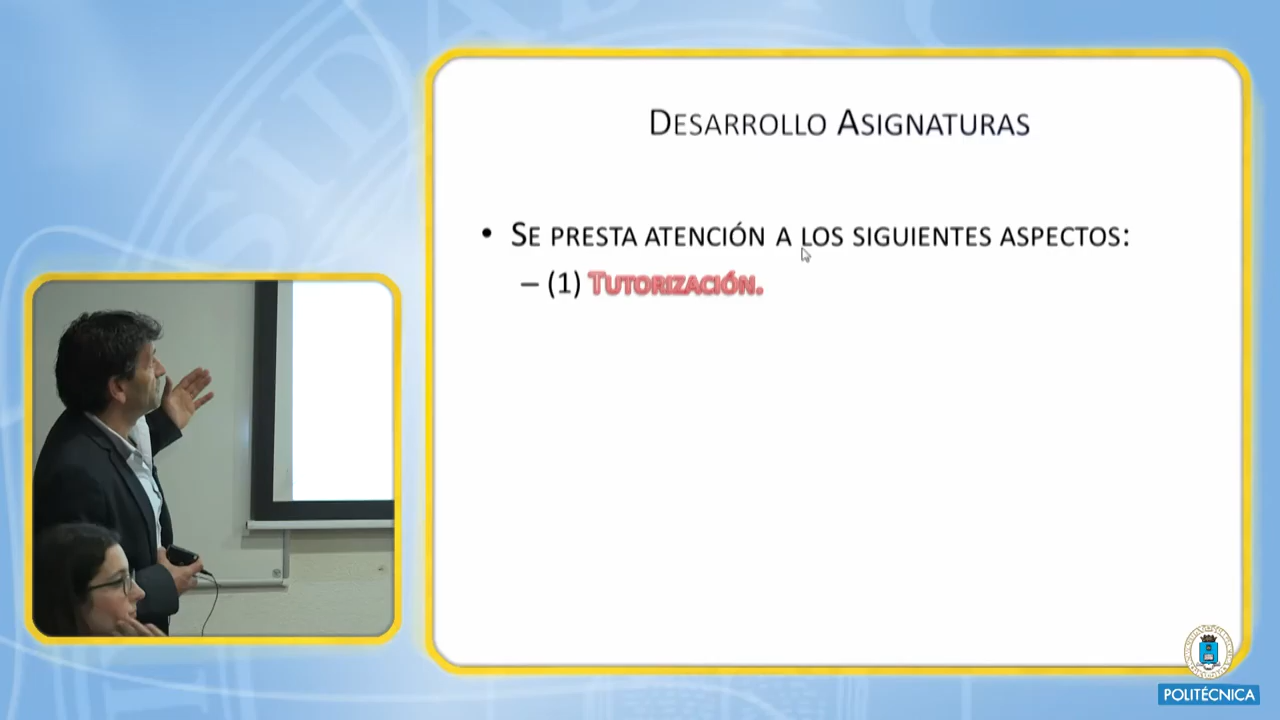 Desarrollo Asignaturas
• Se presta atención a los siguientes aspectos:
– (1) Tutorización.
POLITÉCNICA